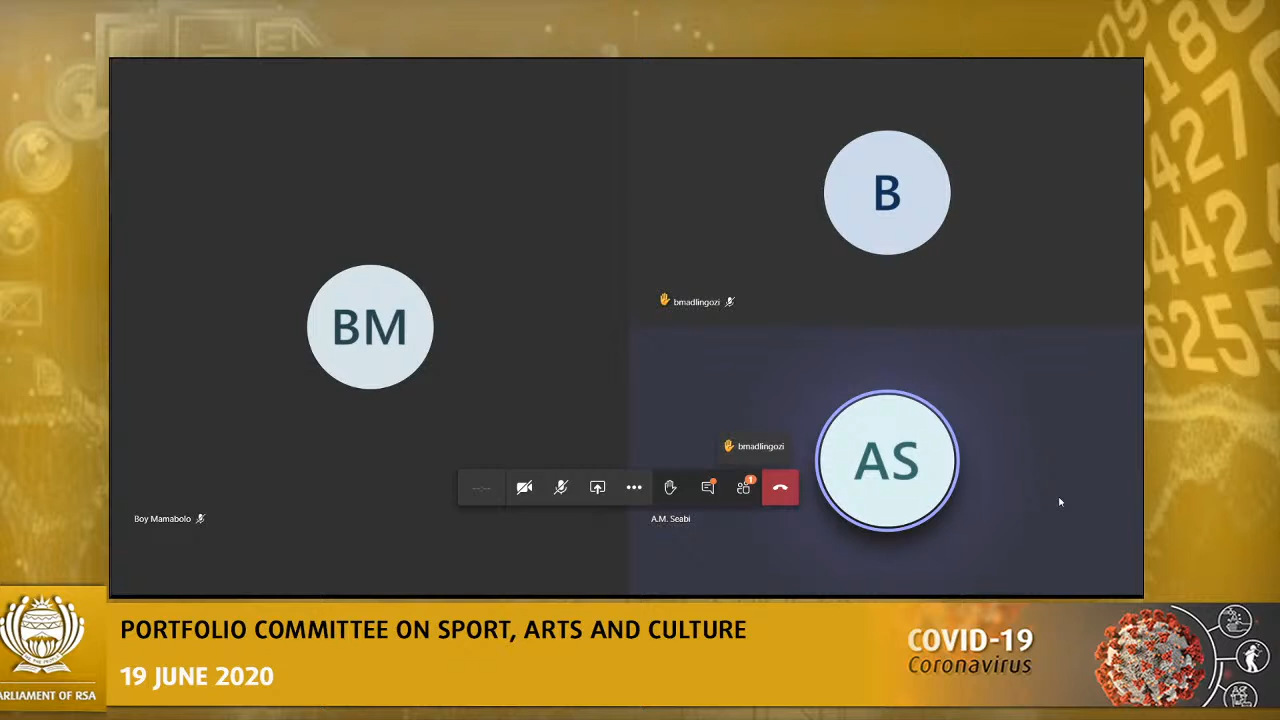 BM
Boy Mamabolo
B
bmadlingozi
AS
bmadlingozi
1
A.M. Seabi
PORTFOLIO COMMITTEE ON SPORT, ARTS AND CULTURE
19 JUNE 2020
COVID-19
Coronavirus
ARLIAMENT OF RSA